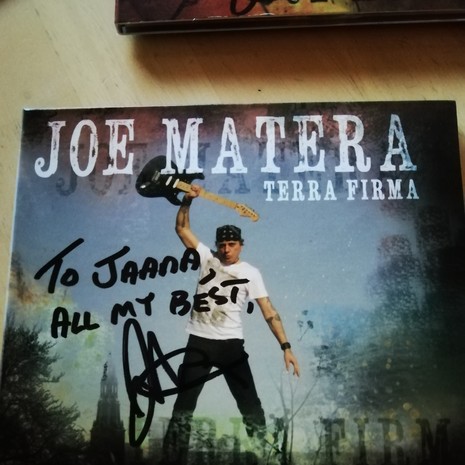 JOE MATERA
TERRA FIRMA
TO JAANA,
ALL MY BEST,